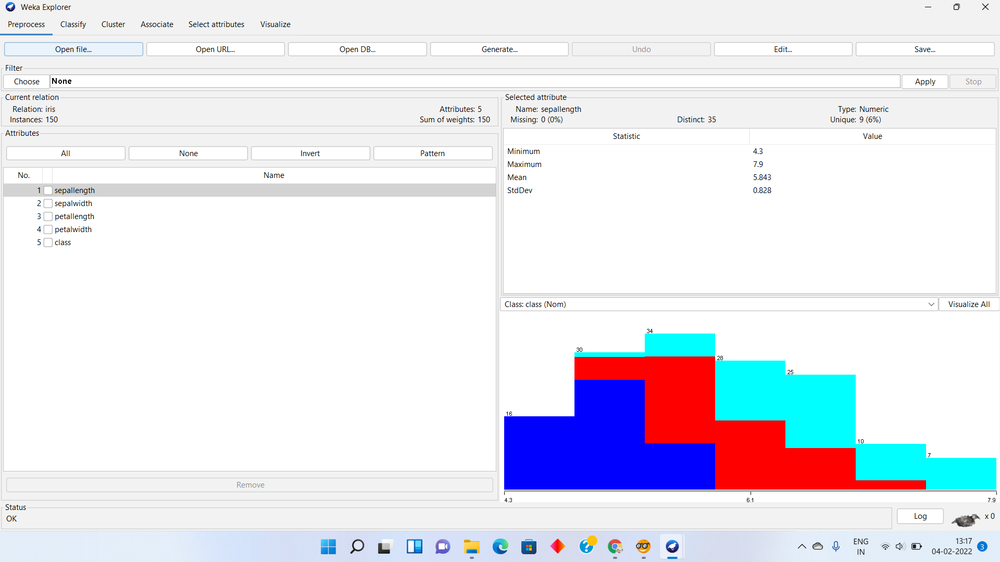 Weka Explorer
Preprocess Classify Cluster Associate Select attributes Visualize
Open file... Open URL... Open DB... Generate... Undo Edit... Save...
Filter
Choose None Apply Stop
Current relation
Relation: iris Attributes: 5
Instances: 150 Sum of weights: 150
Attributes
All None Invert Pattern
No. Name
1 sepallength
2 sepalwidth
3 petallength
4 petalwidth
5 class
Remove
Selected attribute
Name: sepallength Type: Numeric
Missing: 0 (0%) Distinct: 35 Unique: 9 (6%)
Statistic Value
Minimum 4.3
Maximum 7.9
Mean 5.843
StdDev 0.828
Class: class (Nom) Visualize All
34
30
28
25
16
10
7
4.3 6.1 7.9
Status
OK
Log x 0
ENG
IN
13:17
04-02-2022
3